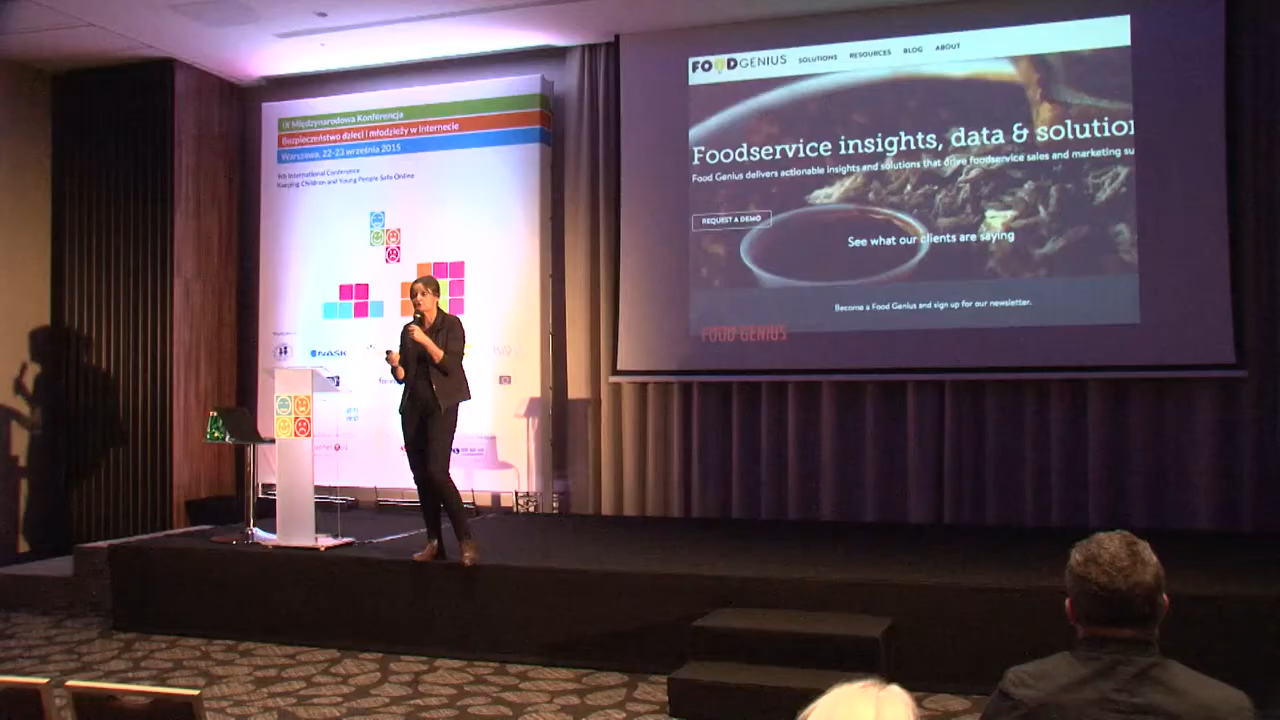 IX Międzynarodowa Konferencja
Bezpieczeństwo dzieci i młodzieży w Internecie
Warszawa, 22-23 września 2015
9th International Conference
Keeping Children and Young People Safe Online
NASK
FOODGENIUS SOLUTIONS RESOURCES BLOG ABOUT
Foodservice insights, data & solution
Food Genius delivers actionable insights and solutions that drive foodservice sales and marketing su
REQUEST A DEMO
See what our clients are saying
Become a Food Genius and sign up for our newsletter.
FOOD GENIUS